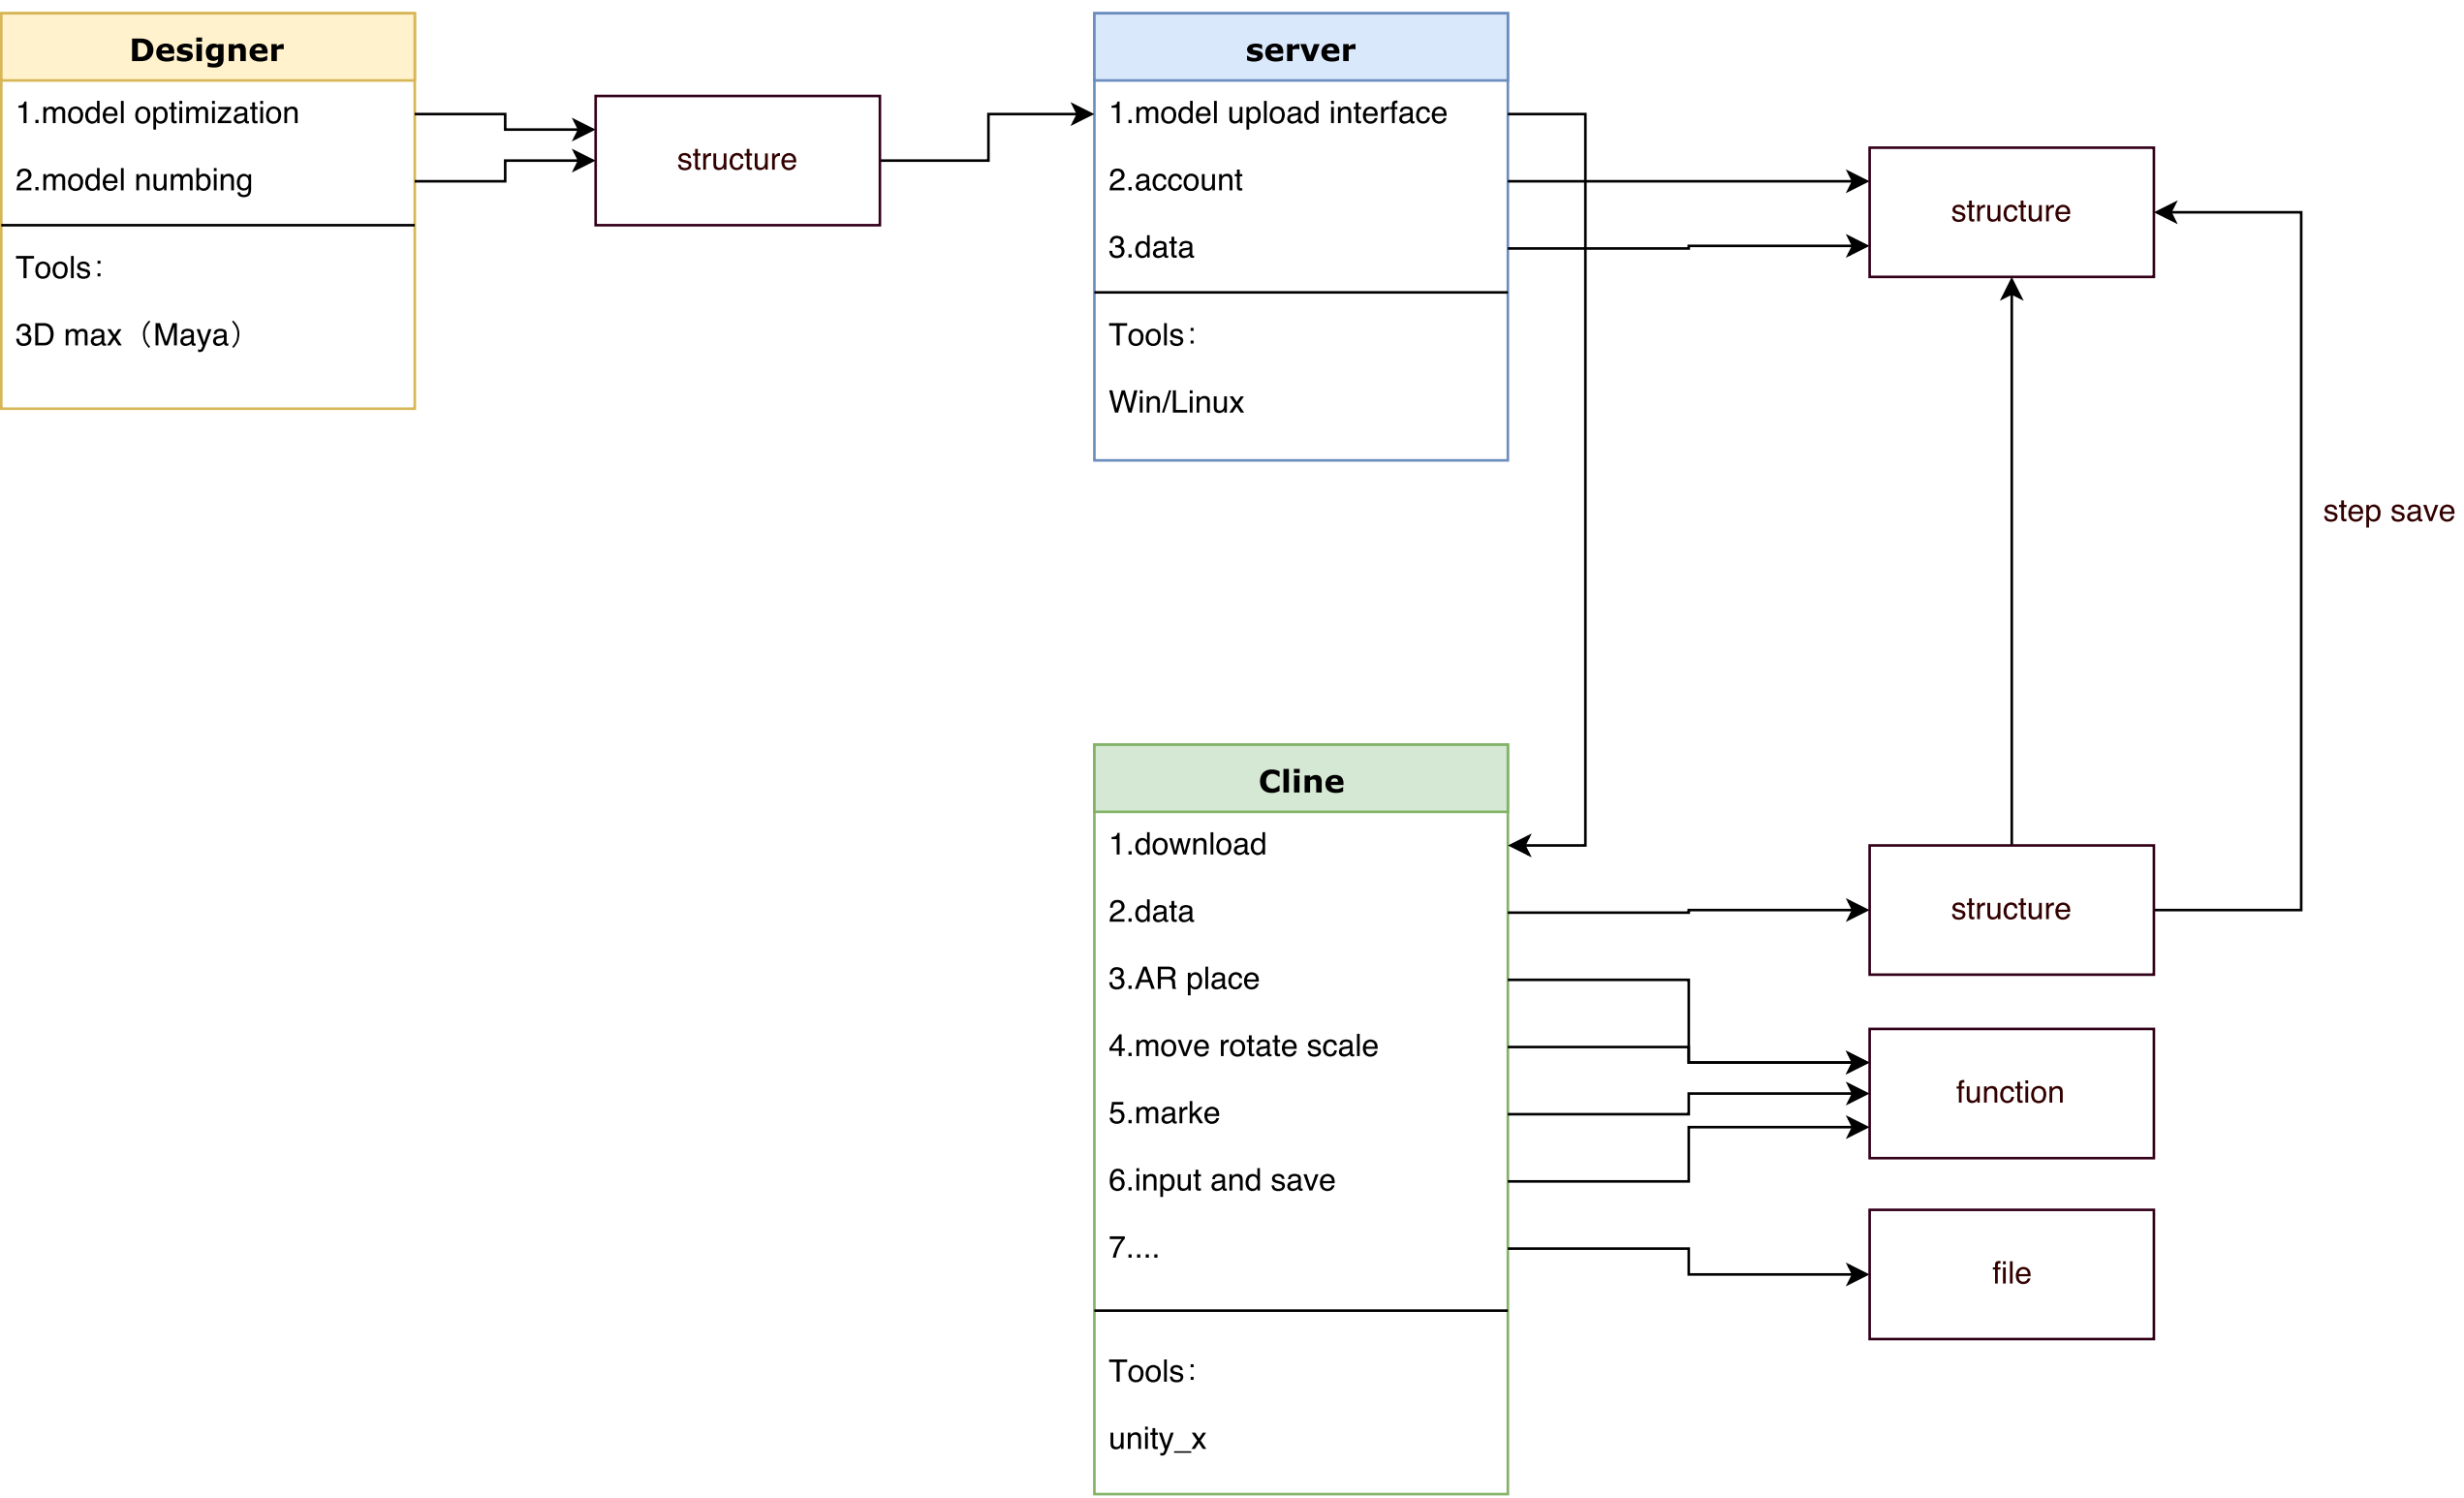 Designer
1.model optimization
2.model numbing
Tools：
3D max（Maya）
structure
server
1.model upload interface
2.account
3.data
Tools：
Win/Linux
structure
step save
Cline
1.download
2.data
3.AR place
4.move rotate scale
5.marke
6.input and save
7....
Tools：
unity_x
structure
function
file